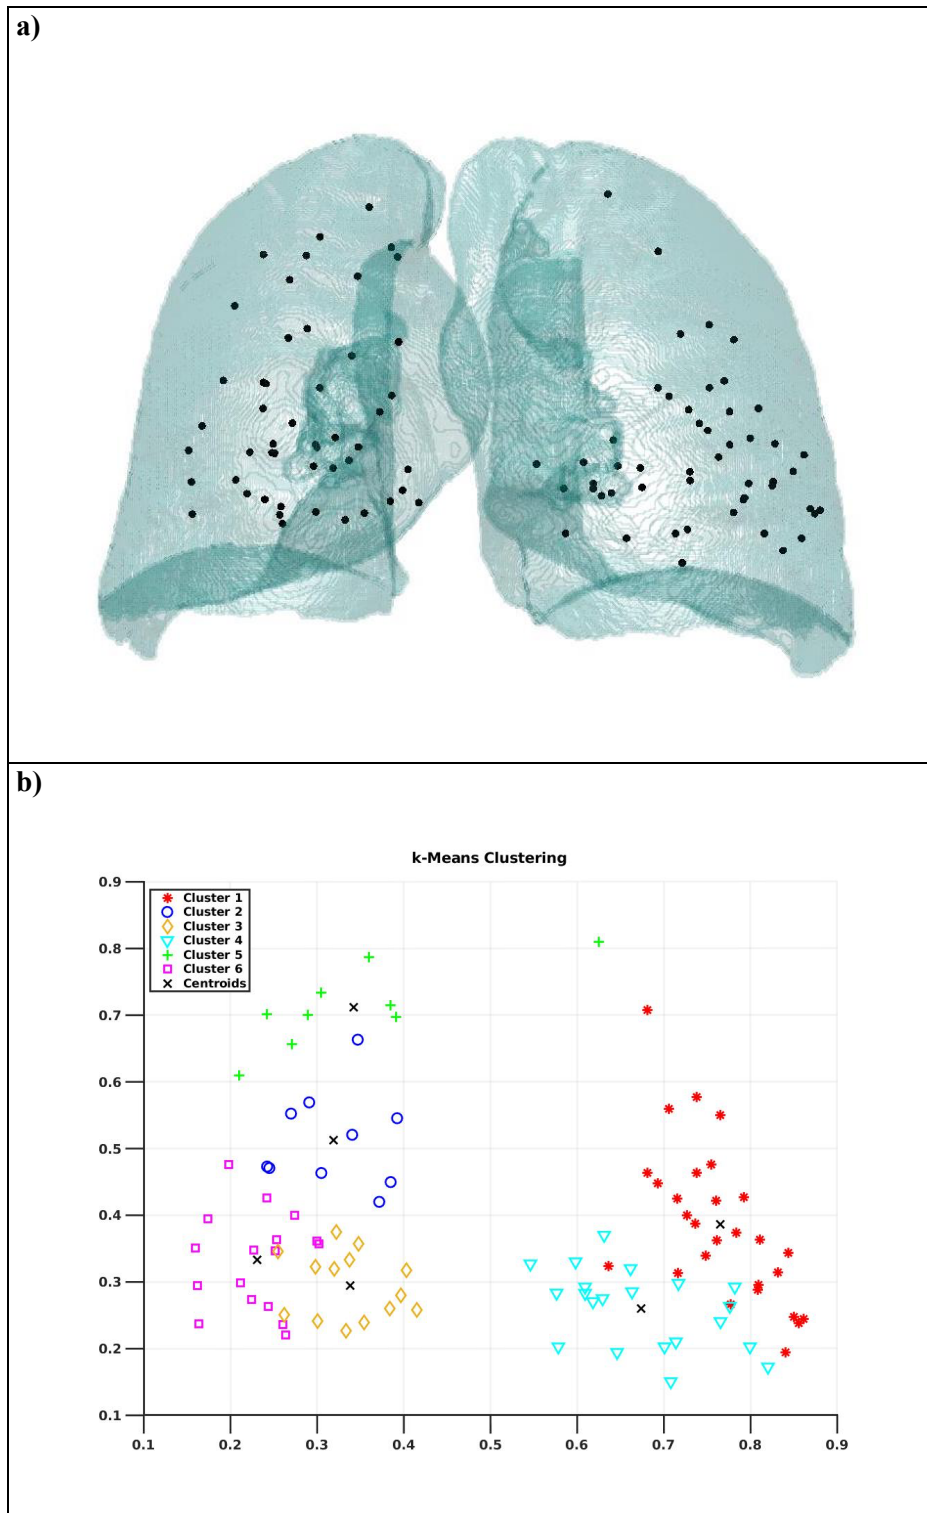 a)
b)
k-Means Clustering
0.9
0.8
0.7
0.6
0.5
0.4
0.3
0.2
0.1
Cluster 1
Cluster 2
Cluster 3
Cluster 4
Cluster 5
Cluster 6
Centroids
0.1 0.2 0.3 0.4 0.5 0.6 0.7 0.8 0.9